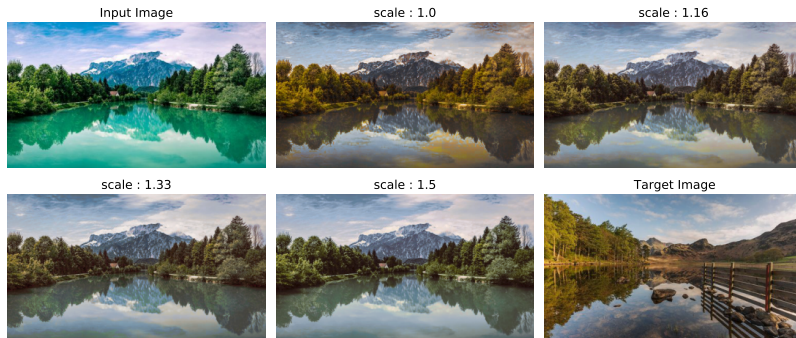 Input Image
scale : 1.0
scale : 1.16
scale : 1.33
scale : 1.5
Target Image